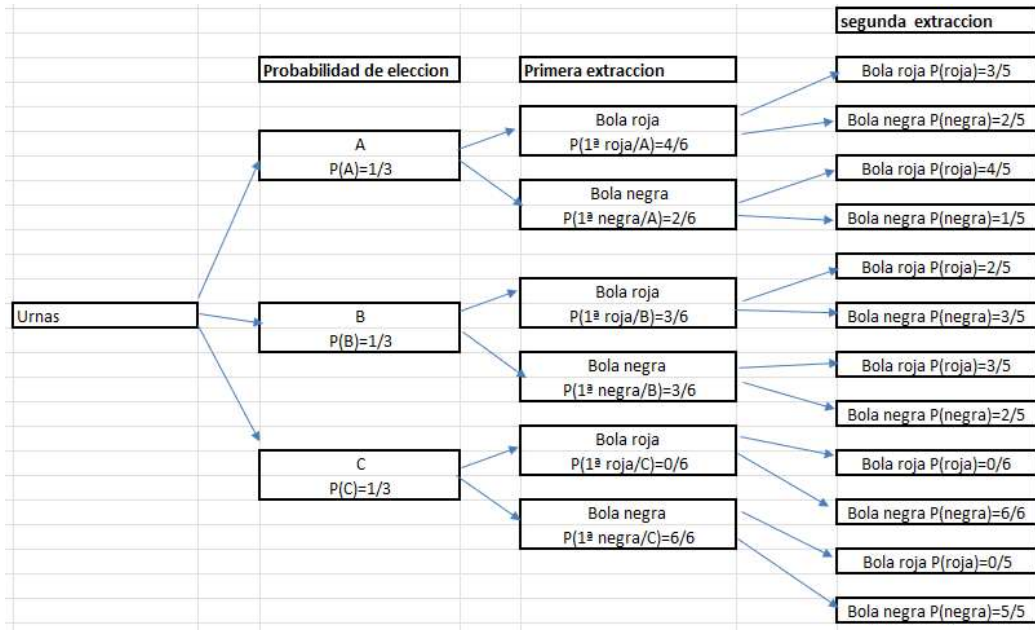 segunda extraccion
Probabilidad de eleccion
Primera extraccion
Bola roja P(roja)=3/5
Bola roja
P(1ª roja/A)=4/6
Bola negra P(negra)=2/5
A
P(A)=1/3
Bola roja P(roja)=4/5
Bola negra
P(1ª negra/A)=2/6
Bola negra P(negra)=1/5
Bola roja P(roja)=2/5
Bola roja
P(1ª roja/B)=3/6
Urnas
B
P(B)=1/3
Bola negra P(negra)=3/5
Bola negra
P(1ª negra/B)=3/6
Bola roja P(roja)=3/5
Bola negra P(negra)=2/5
Bola roja
P(1ª roja/C)=0/6
C
P(C)=1/3
Bola roja P(roja)=0/6
Bola negra
P(1ª negra/C)=6/6
Bola negra P(negra)=6/6
Bola roja P(roja)=0/5
Bola negra P(negra)=5/5